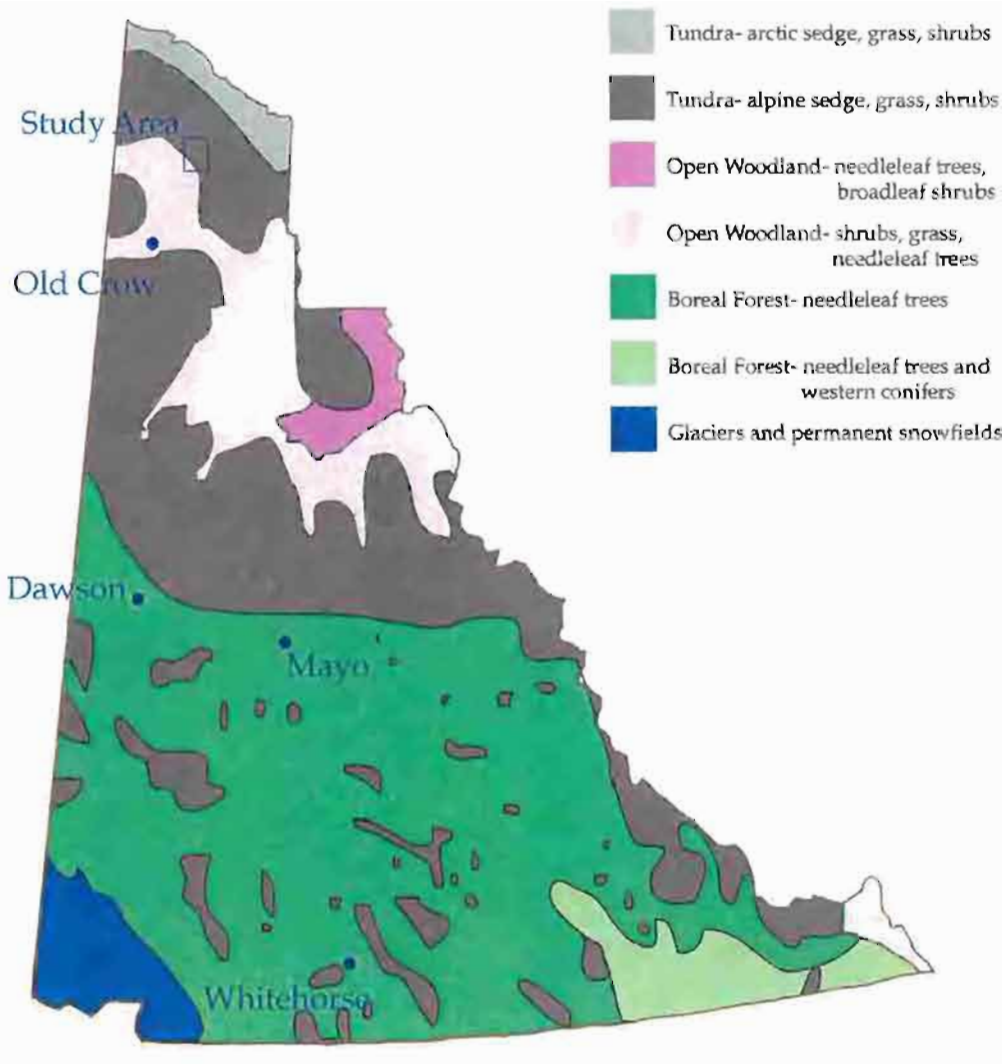 Tundra- arctic sedge, grass, shrubs
Tundra- alpine sedge, grass, shrubs
Open Woodland- needleleaf trees,
broadleaf shrubs
Open Woodland- shrubs, grass,
needleleaf trees
Boreal Forest- needleleaf trees
Boreal Forest- needleleaf trees and
western conifers
Glaciers and permanent snowfields
Study Area
Old Crow
Dawson
Mayo
Whitehorse